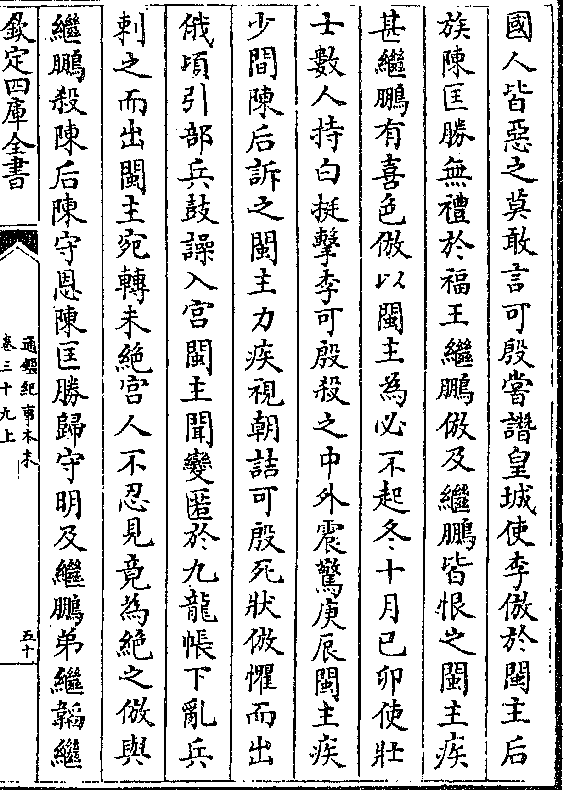 國人皆惡之莫敢言可殷嘗譖皇城使李倣於閩主后
族陳匡勝無禮於福王繼鵬倣及繼鵬皆恨之閩主疾
甚繼鵬有喜色倣以閩主為必不起冬十月己卯使壯
士數人持白挺擊李可殷殺之中外震驚庚辰閩主疾
少間陳后訴之閩主力疾視朝詰可殷死狀倣懼而出
俄頃引部兵鼓譟入宮閩主聞變匿於九龍帳下亂兵
刺之而出閩主宛轉未絶宮人不忍見竟為絶之倣與
繼鵬殺陳后陳守恩陳匡勝歸守明及繼鵬弟繼韜繼
欽定四庫全書
通鑑紀事本末
卷三十九上
五十